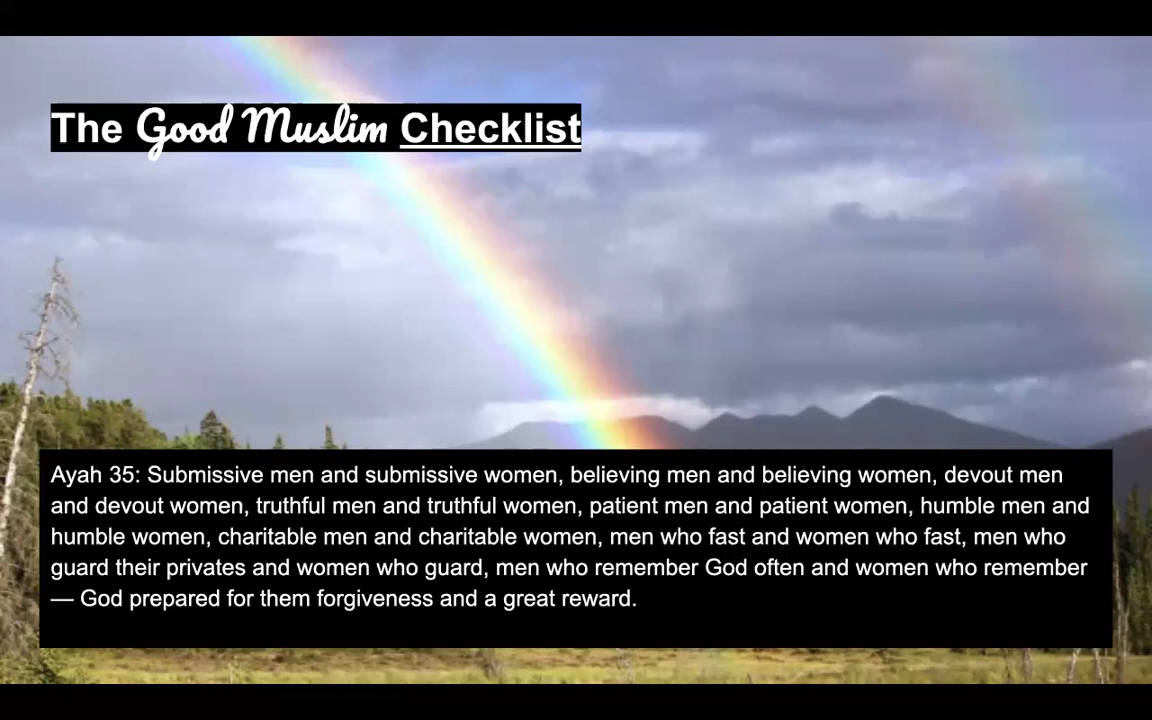 The Good Muslim Checklist
Ayah 35: Submissive men and submissive women, believing men and believing women, devout men
and devout women, truthful men and truthful women, patient men and patient women, humble men and
humble women, charitable men and charitable women, men who fast and women who fast, men who
guard their privates and women who guard, men who remember God often and women who remember
— God prepared for them forgiveness and a great reward.